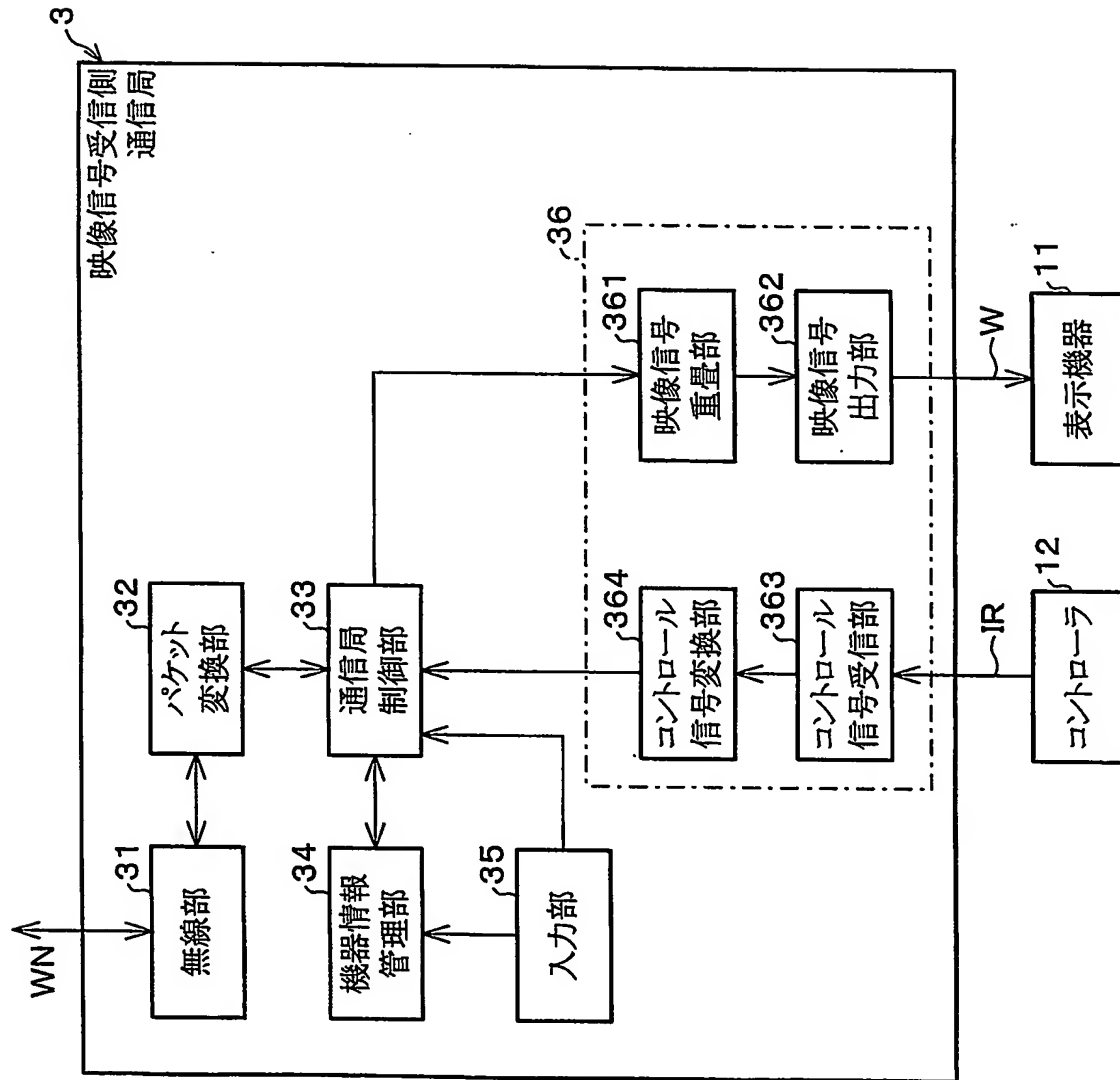 3
映像信号受信側
通信局
WN
31
無線部
32
パケット
変換部
34
機器情報
管理部
33
通信局
制御部
35
入力部
36
364
コントロール
信号変換部
361
映像信号
重畳部
363
コントロール
信号受信部
362
映像信号
出力部
IR
W
12
コントローラ
11
表示機器